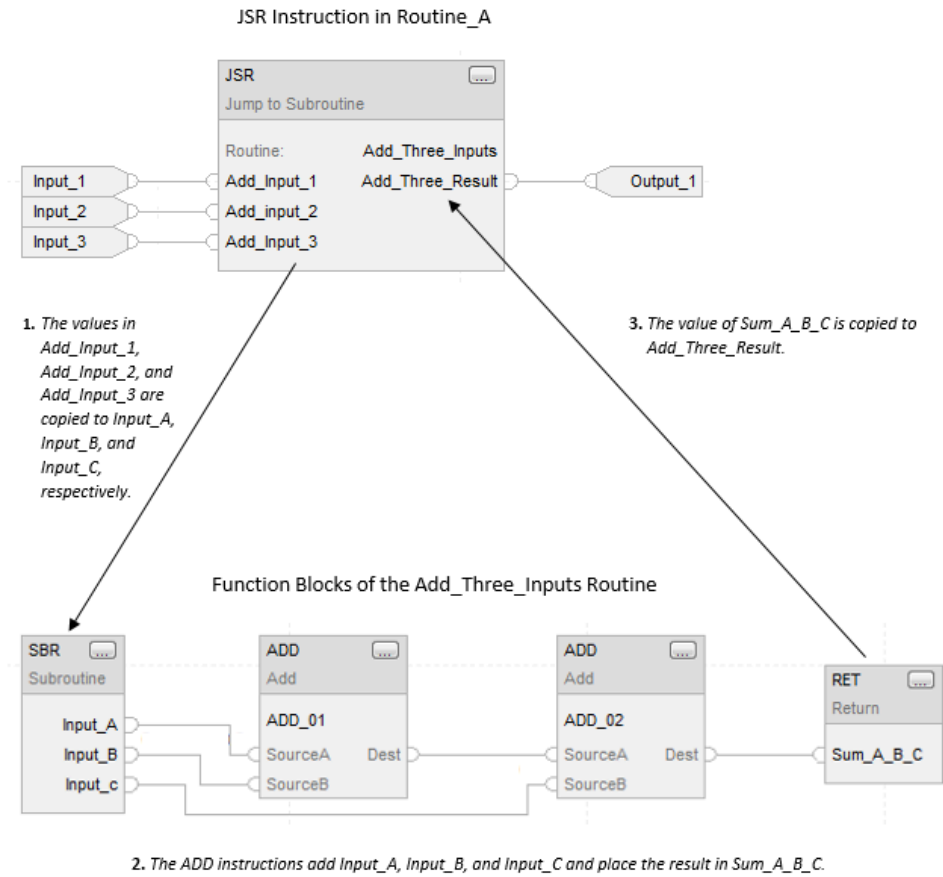 JSR Instruction in Routine_A
JSR ...
Jump to Subroutine
Routine: Add_Three_Inputs
Input_1 Add_Input_1 Add_Three_Result Output_1
Input_2 Add_input_2
Input_3 Add_Input_3
1. The values in
Add_Input_1,
Add_Input_2, and
Add_Input_3 are
copied to Input_A,
Input_B, and
Input_C,
respectively.
3. The value of Sum_A_B_C is copied to
Add_Three_Result.
Function Blocks of the Add_Three_Inputs Routine
SBR ...
Subroutine
Input_A
Input_B
Input_c
ADD ...
Add
ADD_01
SourceA Dest
SourceB
ADD ...
Add
ADD_02
SourceA Dest
SourceB
RET ...
Return
Sum_A_B_C
2. The ADD instructions add Input_A, Input_B, and Input_C and place the result in Sum_A_B_C.